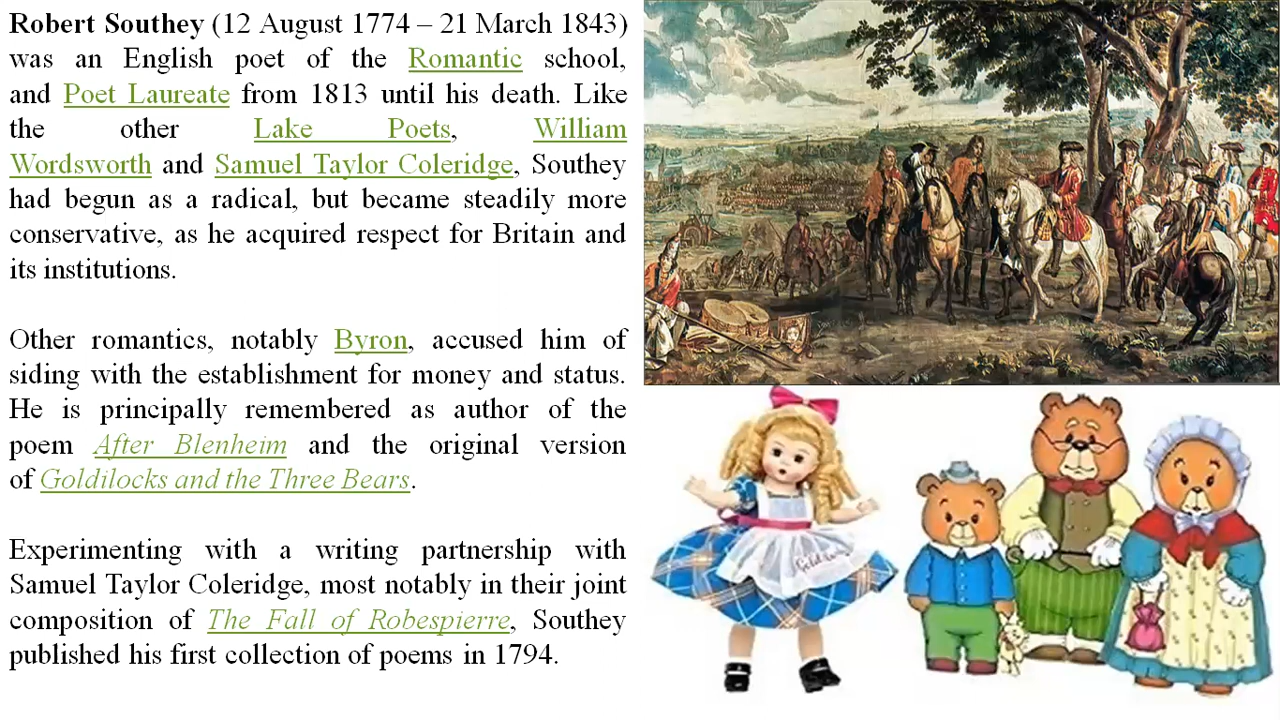 Robert Southey (12 August 1774 – 21 March 1843)
was an English poet of the Romantic school,
and Poet Laureate from 1813 until his death. Like
the other Lake Poets, William
Wordsworth and Samuel Taylor Coleridge, Southey
had begun as a radical, but became steadily more
conservative, as he acquired respect for Britain and
its institutions.
Other romantics, notably Byron, accused him of
siding with the establishment for money and status.
He is principally remembered as author of the
poem After Blenheim and the original version
of Goldilocks and the Three Bears.
Experimenting with a writing partnership with
Samuel Taylor Coleridge, most notably in their joint
composition of The Fall of Robespierre, Southey
published his first collection of poems in 1794.